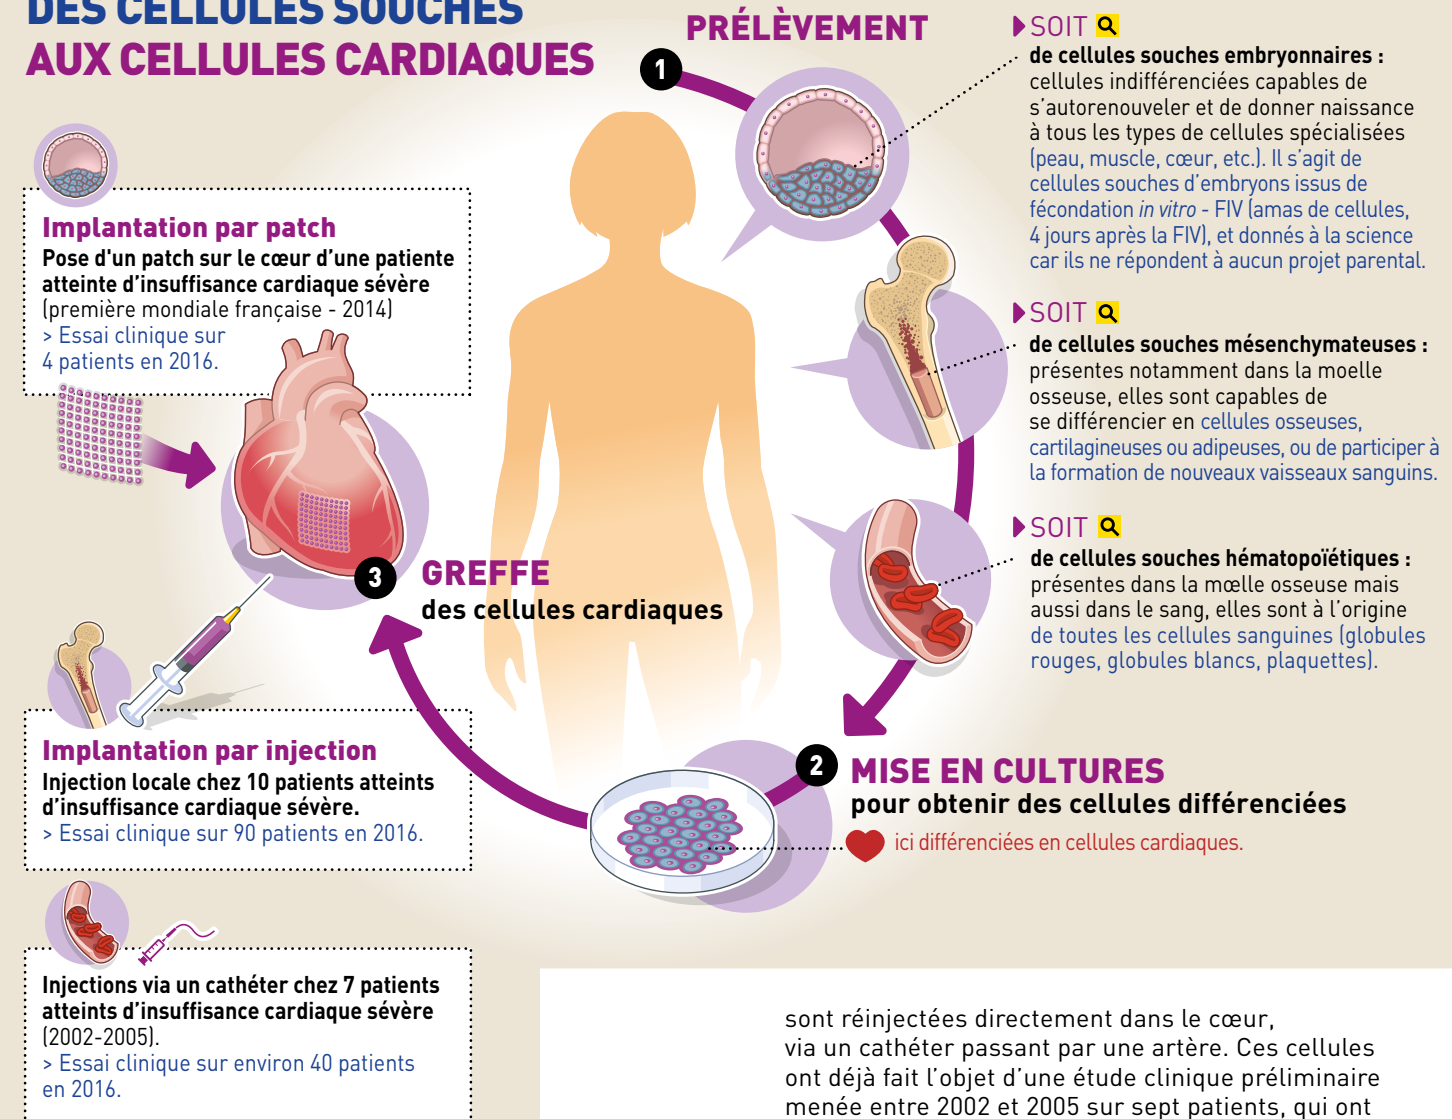 DES CELLULES SOUCHES
AUX CELLULES CARDIAQUES
1
PRÉLÈVEMENT
SOIT
de cellules souches embryonnaires :
cellules indifférenciées capables de
s’autorenouveler et de donner naissance
à tous les types de cellules spécialisées
(peau, muscle, cœur, etc.). Il s’agit de
cellules souches d’embryons issus de
fécondation in vitro - FIV (amas de cellules,
4 jours après la FIV), et donnés à la science
car ils ne répondent à aucun projet parental.
SOIT
de cellules souches mésenchymateuses :
présentes notamment dans la moelle
osseuse, elles sont capables de
se différencier en cellules osseuses,
cartilagineuses ou adipeuses, ou de participer à
la formation de nouveaux vaisseaux sanguins.
SOIT
de cellules souches hématopoïétiques :
présentes dans la mœlle osseuse mais
aussi dans le sang, elles sont à l’origine
de toutes les cellules sanguines (globules
rouges, globules blancs, plaquettes).
2
MISE EN CULTURES
pour obtenir des cellules différenciées
ici différenciées en cellules cardiaques.
3
GREFFE
des cellules cardiaques
Implantation par patch
Pose d'un patch sur le cœur d’une patiente
atteinte d’insuffisance cardiaque sévère
(première mondiale française - 2014)
> Essai clinique sur
4 patients en 2016.
Implantation par injection
Injection locale chez 10 patients atteints
d’insuffisance cardiaque sévère.
> Essai clinique sur 90 patients en 2016.
Injections via un cathéter chez 7 patients
atteints d’insuffisance cardiaque sévère
(2002-2005).
> Essai clinique sur environ 40 patients
en 2016.
sont réinjectées directement dans le cœur,
via un cathéter passant par une artère. Ces cellules
ont déjà fait l’objet d’une étude clinique préliminaire
menée entre 2002 et 2005 sur sept patients, qui ont